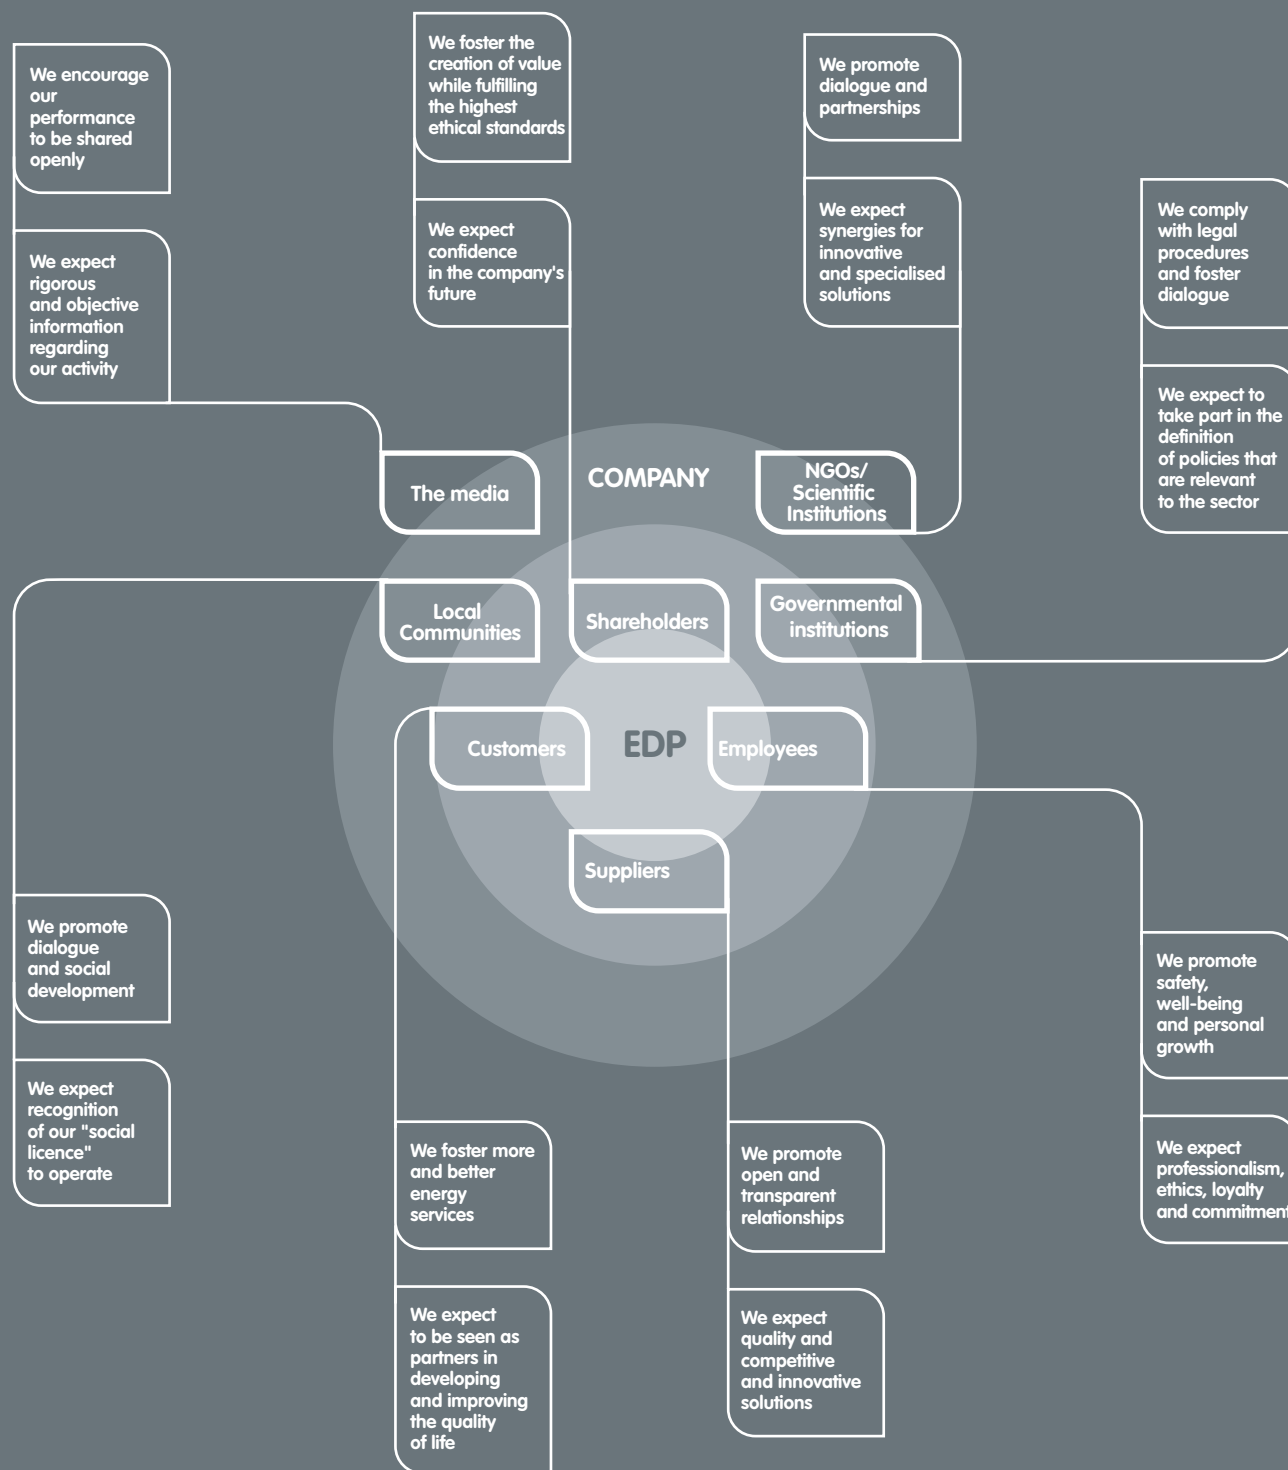 We encourage
our
performance
to be shared
openly
We expect
rigorous
and objective
information
regarding
our activity
We foster the
creation of value
while fulfilling
the highest
ethical standards
We expect
confidence
in the company's
future
We promote
dialogue and
partnerships
We expect
synergies for
innovative
and specialised
solutions
We comply
with legal
procedures
and foster
dialogue
We expect to
take part in the
definition
of policies that
are relevant
to the sector
The media
COMPANY
NGOs/
Scientific
Institutions
Local
Communities
Shareholders
Governmental
institutions
Customers
EDP
Employees
Suppliers
We promote
dialogue
and social
development
We expect
recognition
of our "social
licence"
to operate
We foster more
and better
energy
services
We expect
to be seen as
partners in
developing
and improving
the quality
of life
We promote
open and
transparent
relationships
We expect
quality and
competitive
and innovative
solutions
We promote
safety,
well-being
and personal
growth
We expect
professionalism,
ethics, loyalty
and commitment